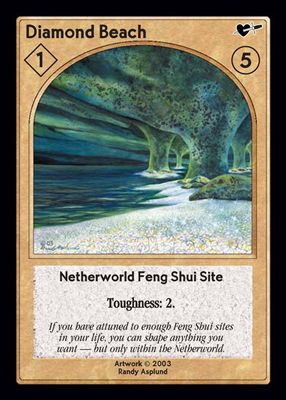 Diamond Beach
1
5
Netherworld Feng Shui Site
Toughness: 2.
If you have attuned to enough Feng Shui sites
in your life, you can shape anything you
want — but only within the Netherworld.
Artwork © 2003
Randy Asplund